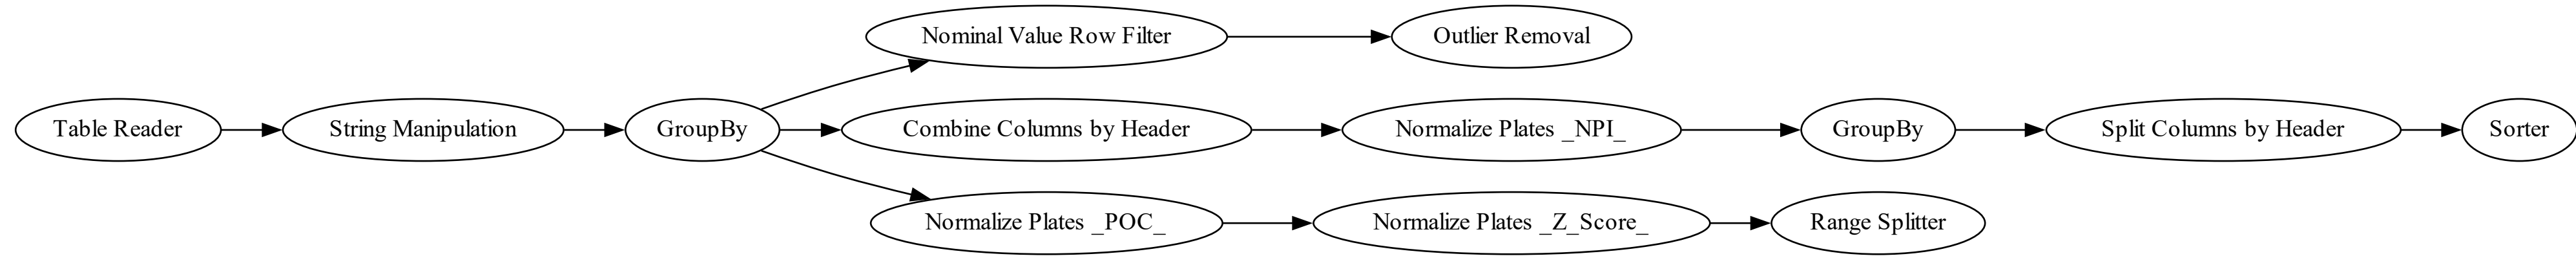 Nominal Value Row Filter
Outlier Removal
Table Reader
String Manipulation
GroupBy
Combine Columns by Header
Normalize Plates _NPI_
GroupBy
Split Columns by Header
Sorter
Normalize Plates _POC_
Normalize Plates _Z_Score_
Range Splitter